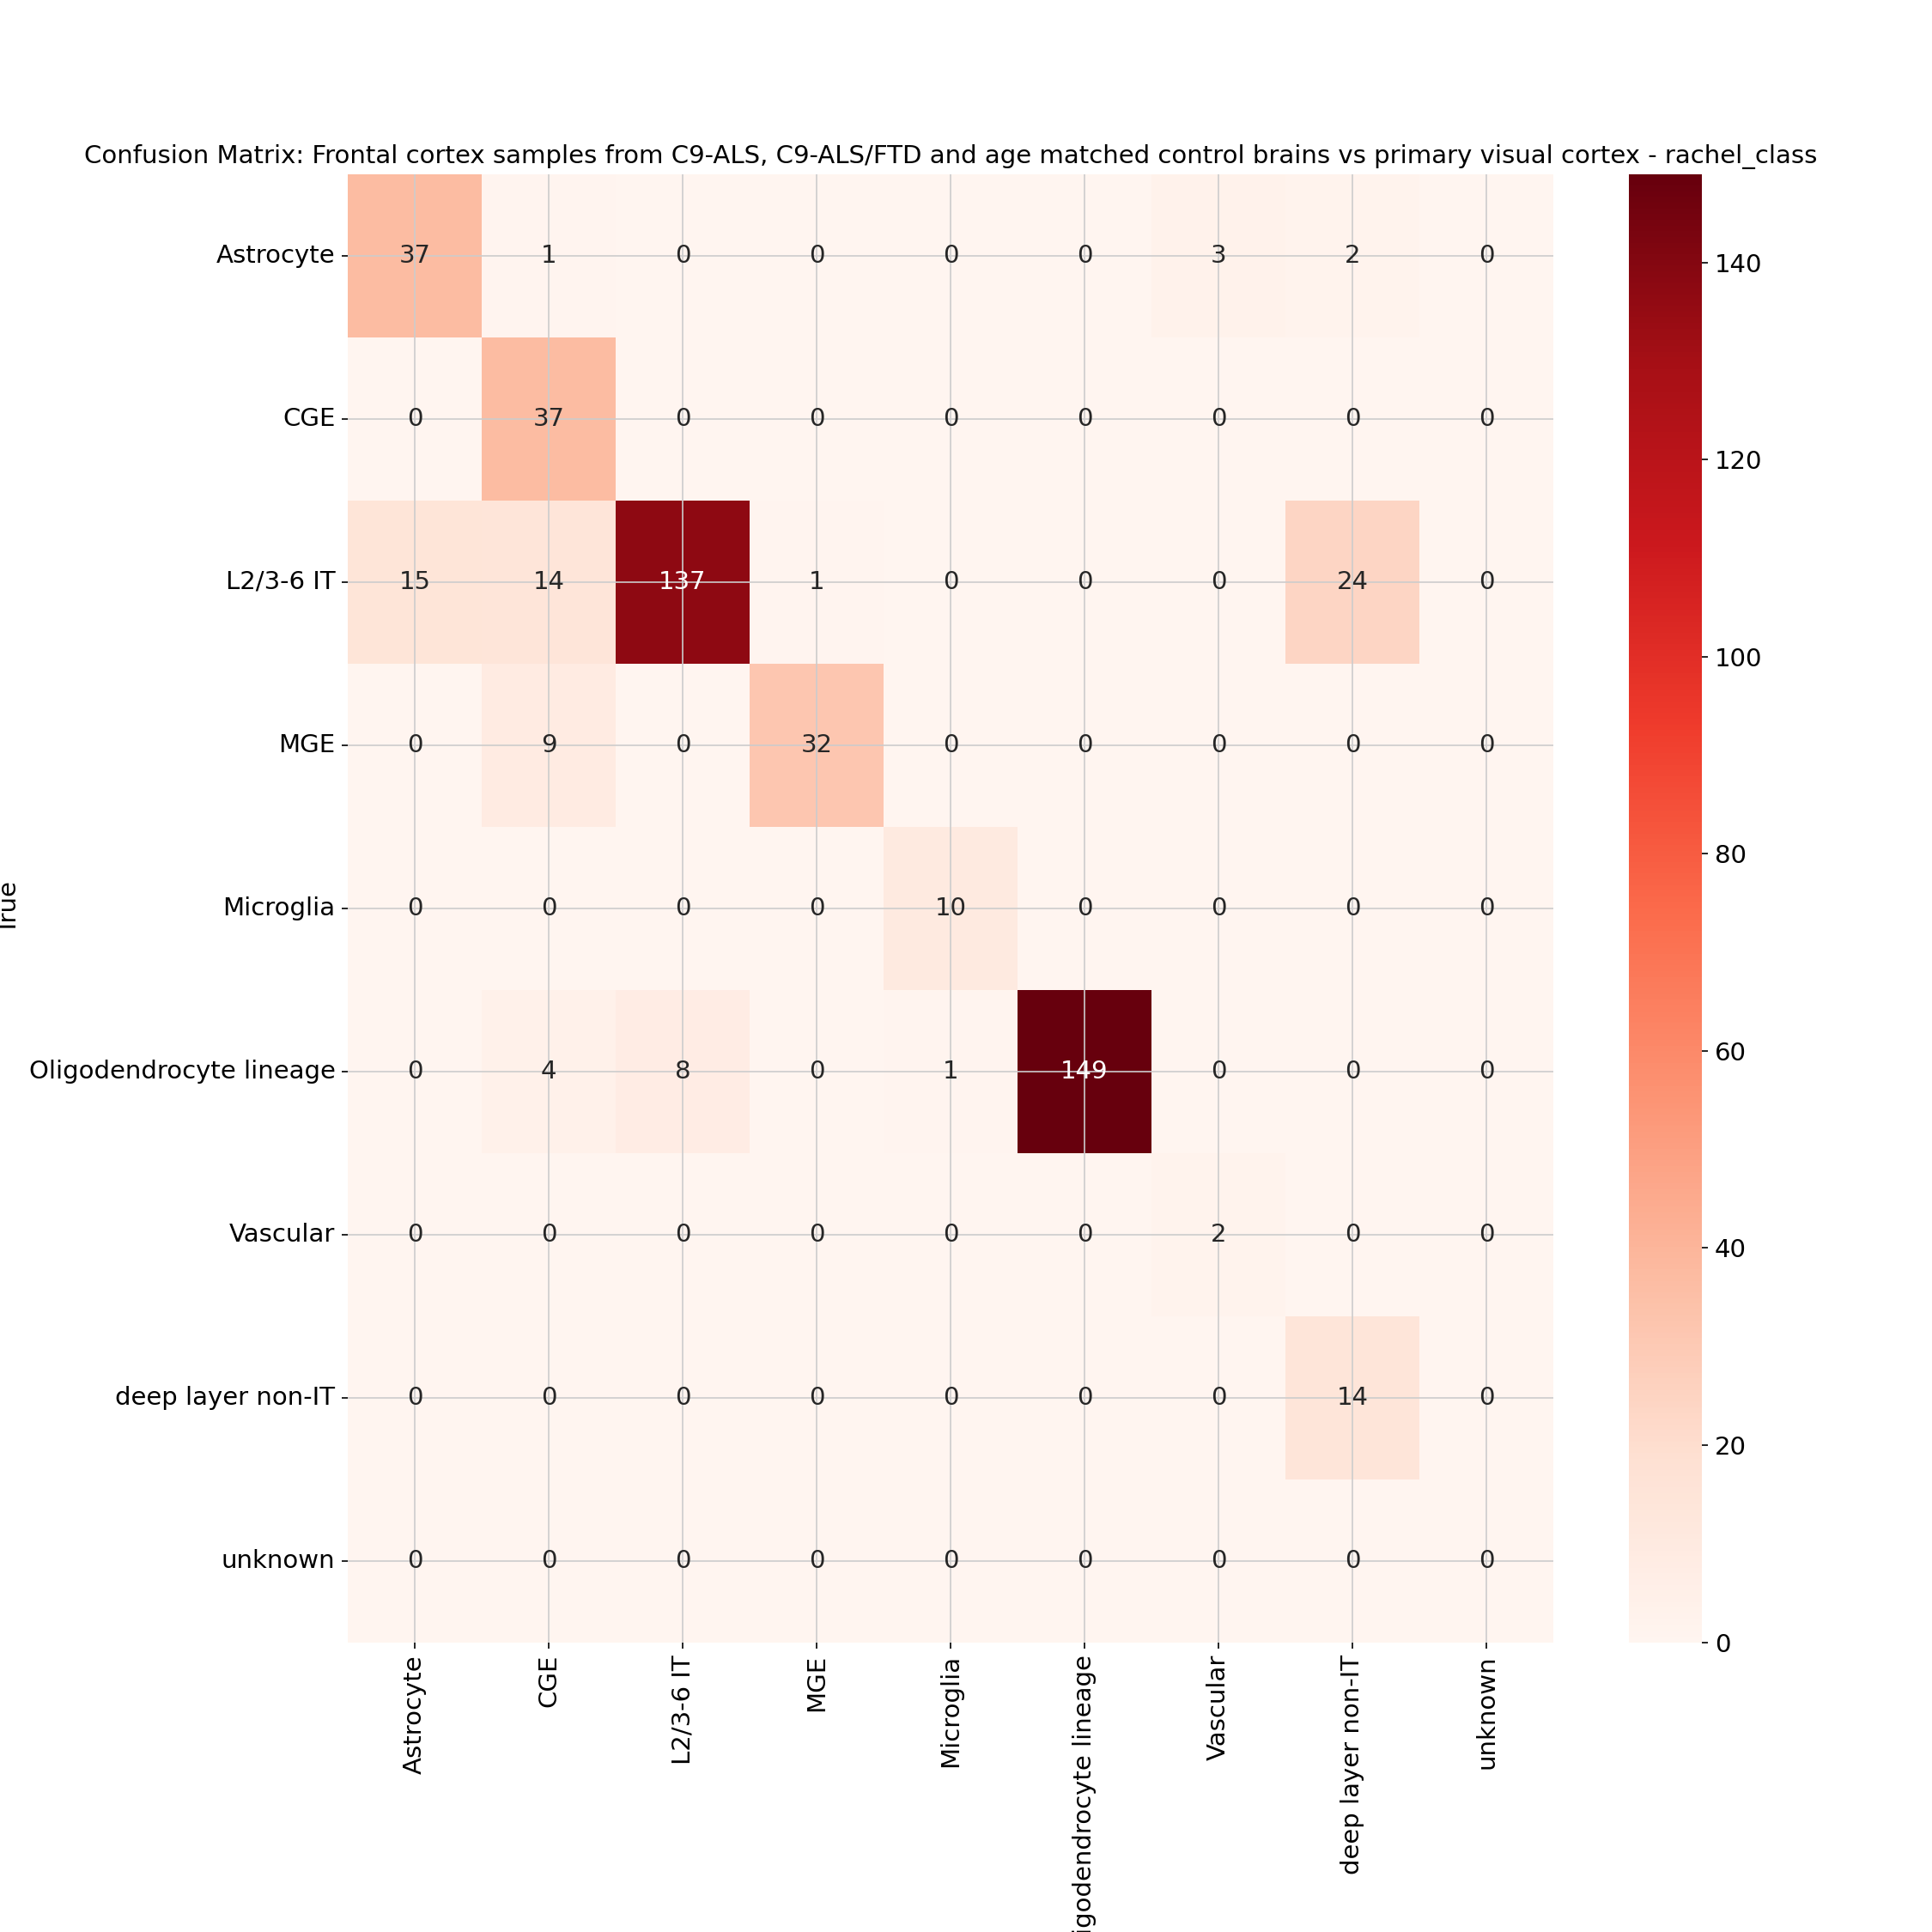 Confusion Matrix: Frontal cortex samples from C9-ALS, C9-ALS/FTD and age matched control brains vs primary visual cortex - rachel_class
Astrocyte 37 1 0 0 0 0 3 2 0
CGE 0 37 0 0 0 0 0 0 0
L2/3-6 IT 15 14 137 1 0 0 0 24 0
MGE 0 9 0 32 0 0 0 0 0
Microglia 0 0 0 0 10 0 0 0 0
Oligodendrocyte lineage 0 4 8 0 1 149 0 0 0
Vascular 0 0 0 0 0 0 2 0 0
deep layer non-IT 0 0 0 0 0 0 0 14 0
unknown 0 0 0 0 0 0 0 0 0
True
Astrocyte
CGE
L2/3-6 IT
MGE
Microglia
igodendrocyte lineage
Vascular
deep layer non-IT
unknown
140
120
100
80
60
40
20
0